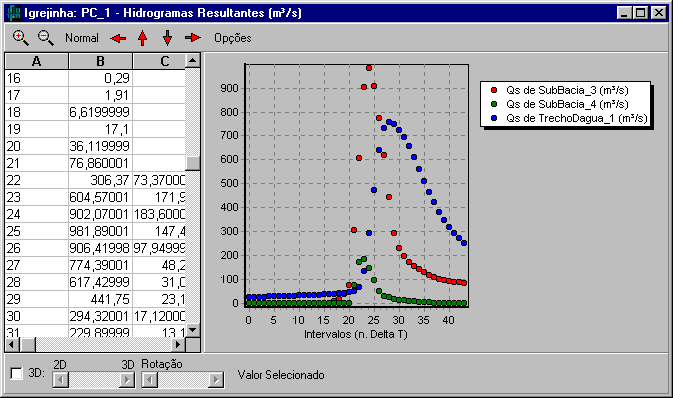 Igrejinha: PC_1 - Hidrogramas Resultantes (m³/s)
Normal Opções
A B C
16 0,29
17 1,91
18 6,6199999
19 17,1
20 36,119999
21 76,860001
22 306,37 73,37000
23 604,57001 171,9
24 902,07001 183,6000
25 981,89001 147,4
26 906,41998 97,94999
27 774,39001 48,2
28 617,42999 31,0
29 441,75 23,1
30 294,32001 17,12000
31 229,89999 13,1
900
800
700
600
500
400
300
200
100
0
0 5 10 15 20 25 30 35 40
Intervalos (n. Delta T)
Qs de SubBacia_3 (m³/s)
Qs de SubBacia_4 (m³/s)
Qs de TrechoDagua_1 (m³/s)
3D: 2D 3D Rotação
Valor Selecionado